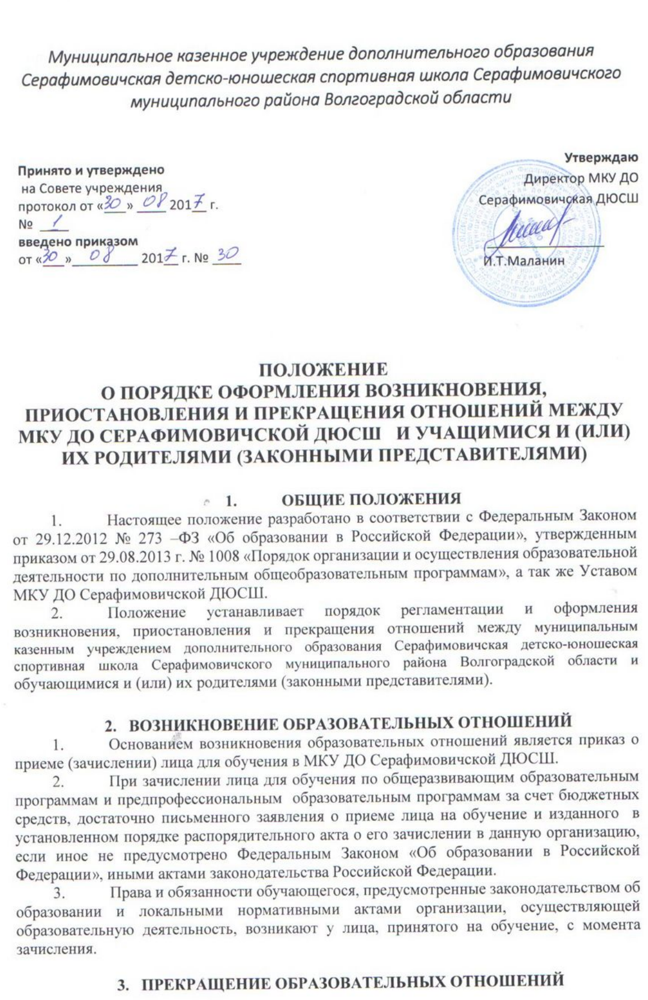 Муниципальное казенное учреждение дополнительного образования
Серафимовичская детско-юношеская спортивная школа Серафимовичского
муниципального района Волгоградской области
Принято и утверждено
на Совете учреждения
протокол от «30» 08 2017 г.
№ 1
введено приказом
от «30» 08 2017 г. № 30
Утверждаю
Директор МКУ ДО
Серафимовичская ДЮСШ
И.Т.Маланин
ПОЛОЖЕНИЕ
О ПОРЯДКЕ ОФОРМЛЕНИЯ ВОЗНИКНОВЕНИЯ,
ПРИОСТАНОВЛЕНИЯ И ПРЕКРАЩЕНИЯ ОТНОШЕНИЙ МЕЖДУ
МКУ ДО СЕРАФИМОВИЧСКОЙ ДЮСШ И УЧАЩИМИСЯ И (ИЛИ)
ИХ РОДИТЕЛЯМИ (ЗАКОННЫМИ ПРЕДСТАВИТЕЛЯМИ)
1. ОБЩИЕ ПОЛОЖЕНИЯ
1. Настоящее положение разработано в соответствии с Федеральным Законом
от 29.12.2012 № 273 –ФЗ «Об образовании в Российской Федерации», утвержденным
приказом от 29.08.2013 г. № 1008 «Порядок организации и осуществления образовательной
деятельности по дополнительным общеобразовательным программам», а так же Уставом
МКУ ДО Серафимовичской ДЮСШ.
2. Положение устанавливает порядок регламентации и оформления
возникновения, приостановления и прекращения отношений между муниципальным
казенным учреждением дополнительного образования Серафимовичская детско-юношеская
спортивная школа Серафимовичского муниципального района Волгоградской области и
обучающимися и (или) их родителями (законными представителями).
2. ВОЗНИКНОВЕНИЕ ОБРАЗОВАТЕЛЬНЫХ ОТНОШЕНИЙ
1. Основанием возникновения образовательных отношений является приказ о
приеме (зачислении) лица для обучения в МКУ ДО Серафимовичской ДЮСШ.
2. При зачислении лица для обучения по общеразвивающим образовательным
программам и предпрофессиональным образовательным программам за счет бюджетных
средств, достаточно письменного заявления о приеме лица на обучение и изданного в
установленном порядке распорядительного акта о его зачислении в данную организацию,
если иное не предусмотрено Федеральным Законом «Об образовании в Российской
Федерации», иными актами законодательства Российской Федерации.
3. Права и обязанности обучающегося, предусмотренные законодательством об
образовании и локальными нормативными актами организации, осуществляющей
образовательную деятельность, возникают у лица, принятого на обучение, с момента
зачисления.
3. ПРЕКРАЩЕНИЕ ОБРАЗОВАТЕЛЬНЫХ ОТНОШЕНИЙ